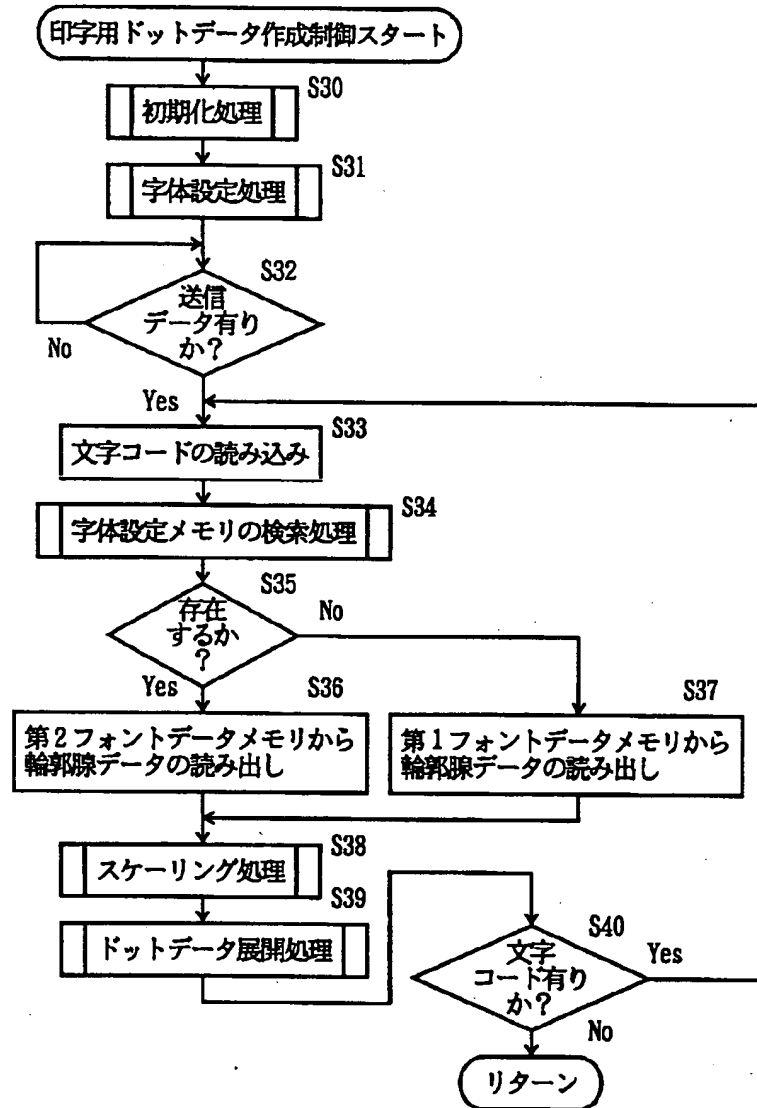 印字用ドットデータ作成制御スタート
S30
初期化処理
S31
字体設定処理
S32
送信
データ有り
か?
No
Yes
S33
文字コードの読み込み
S34
字体設定メモリの検索処理
S35
存在
するか
?
No
Yes
S36
第2フォントデータメモリから
輪郭腺データの読み出し
S37
第1フォントデータメモリから
輪郭腺データの読み出し
S38
スケーリング処理
S39
ドットデータ展開処理
S40
文字
コード有り
か?
Yes
No
リターン